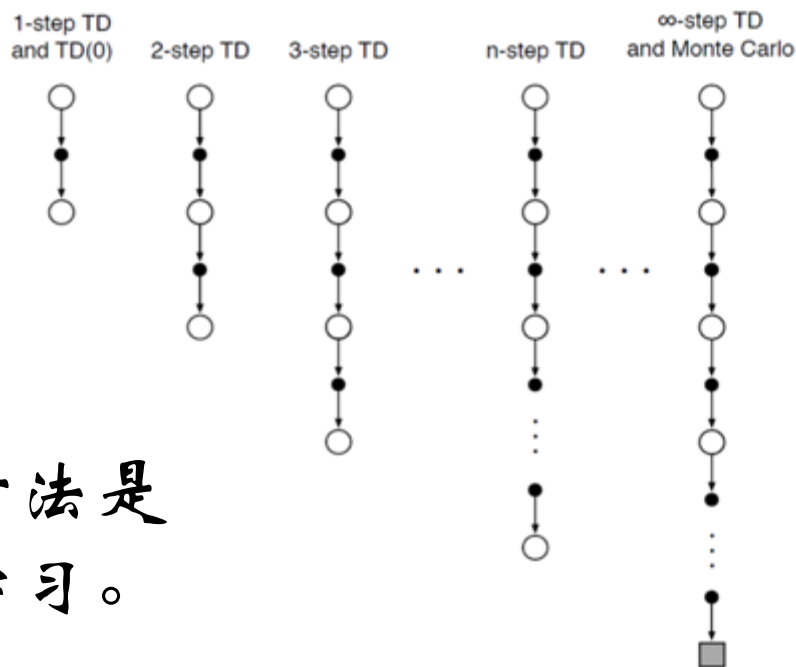 1-step TD
and TD(0)
2-step TD
3-step TD
n-step TD
∞-step TD
and Monte Carlo
· · ·
· · ·
法是
习。